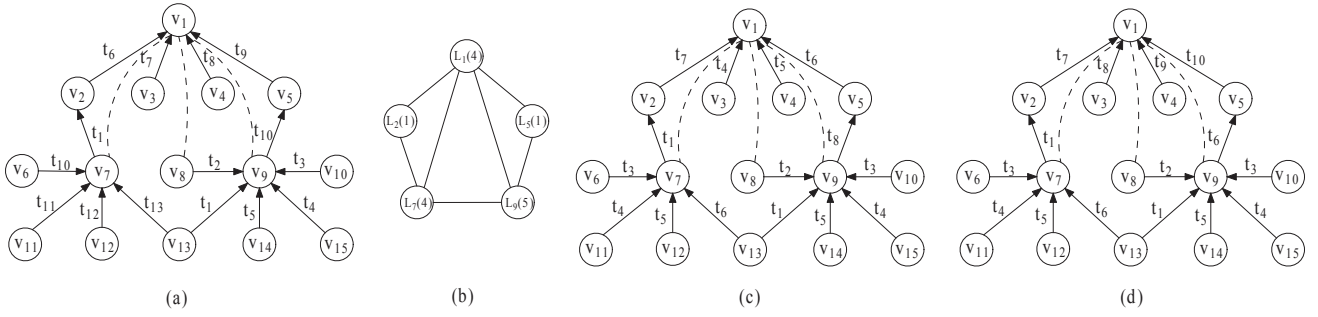 v1
t6 t7 t8 t9
v2 v3 v4 v5
t1 t10
v6 t10 v7 v8 t2 v9 t3 v10
t11 t12 t13 t1 t5 t4
v11 v12 v13 v14 v15
(a)
L1(4)
L2(1) L5(1)
L7(4) L9(5)
(b)
v1
t7 t4 t5 t6
v2 v3 v4 v5
t1 t8
v6 t3 v7 v8 t2 v9 t3 v10
t4 t5 t6 t1 t5 t4
v11 v12 v13 v14 v15
(c)
v1
t7 t8 t9 t10
v2 v3 v4 v5
t1 t6
v6 t3 v7 v8 t2 v9 t3 v10
t4 t5 t6 t1 t5 t4
v11 v12 v13 v14 v15
(d)